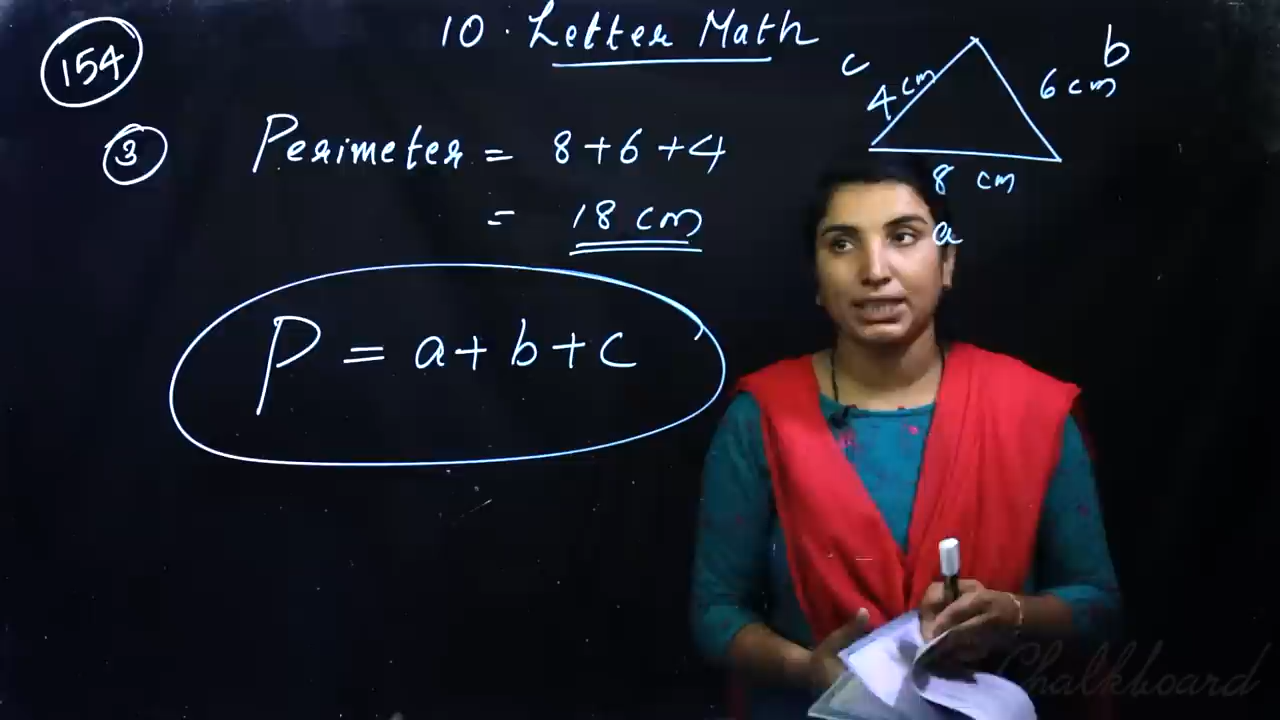 154
10. Letter Math
3
Perimeter = 8+6+4
= 18 cm
P = a+b+c
c
4 cm
b
6 cm
8 cm
a
Chalkboard